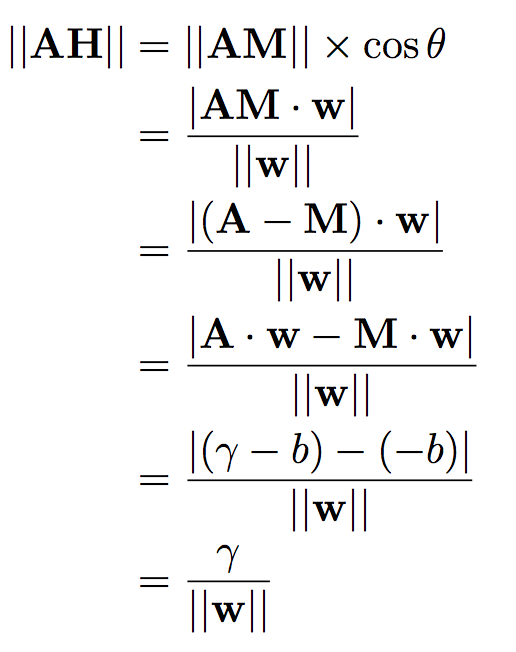 ||AH|| = ||AM|| × cos θ
= |AM · w| / ||w||
= |(A − M) · w| / ||w||
= |A · w − M · w| / ||w||
= |(γ − b) − (−b)| / ||w||
= γ / ||w||